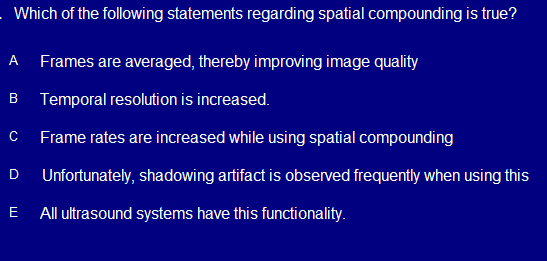 . Which of the following statements regarding spatial compounding is true?
A Frames are averaged, thereby improving image quality
B Temporal resolution is increased.
C Frame rates are increased while using spatial compounding
D Unfortunately, shadowing artifact is observed frequently when using this
E All ultrasound systems have this functionality.